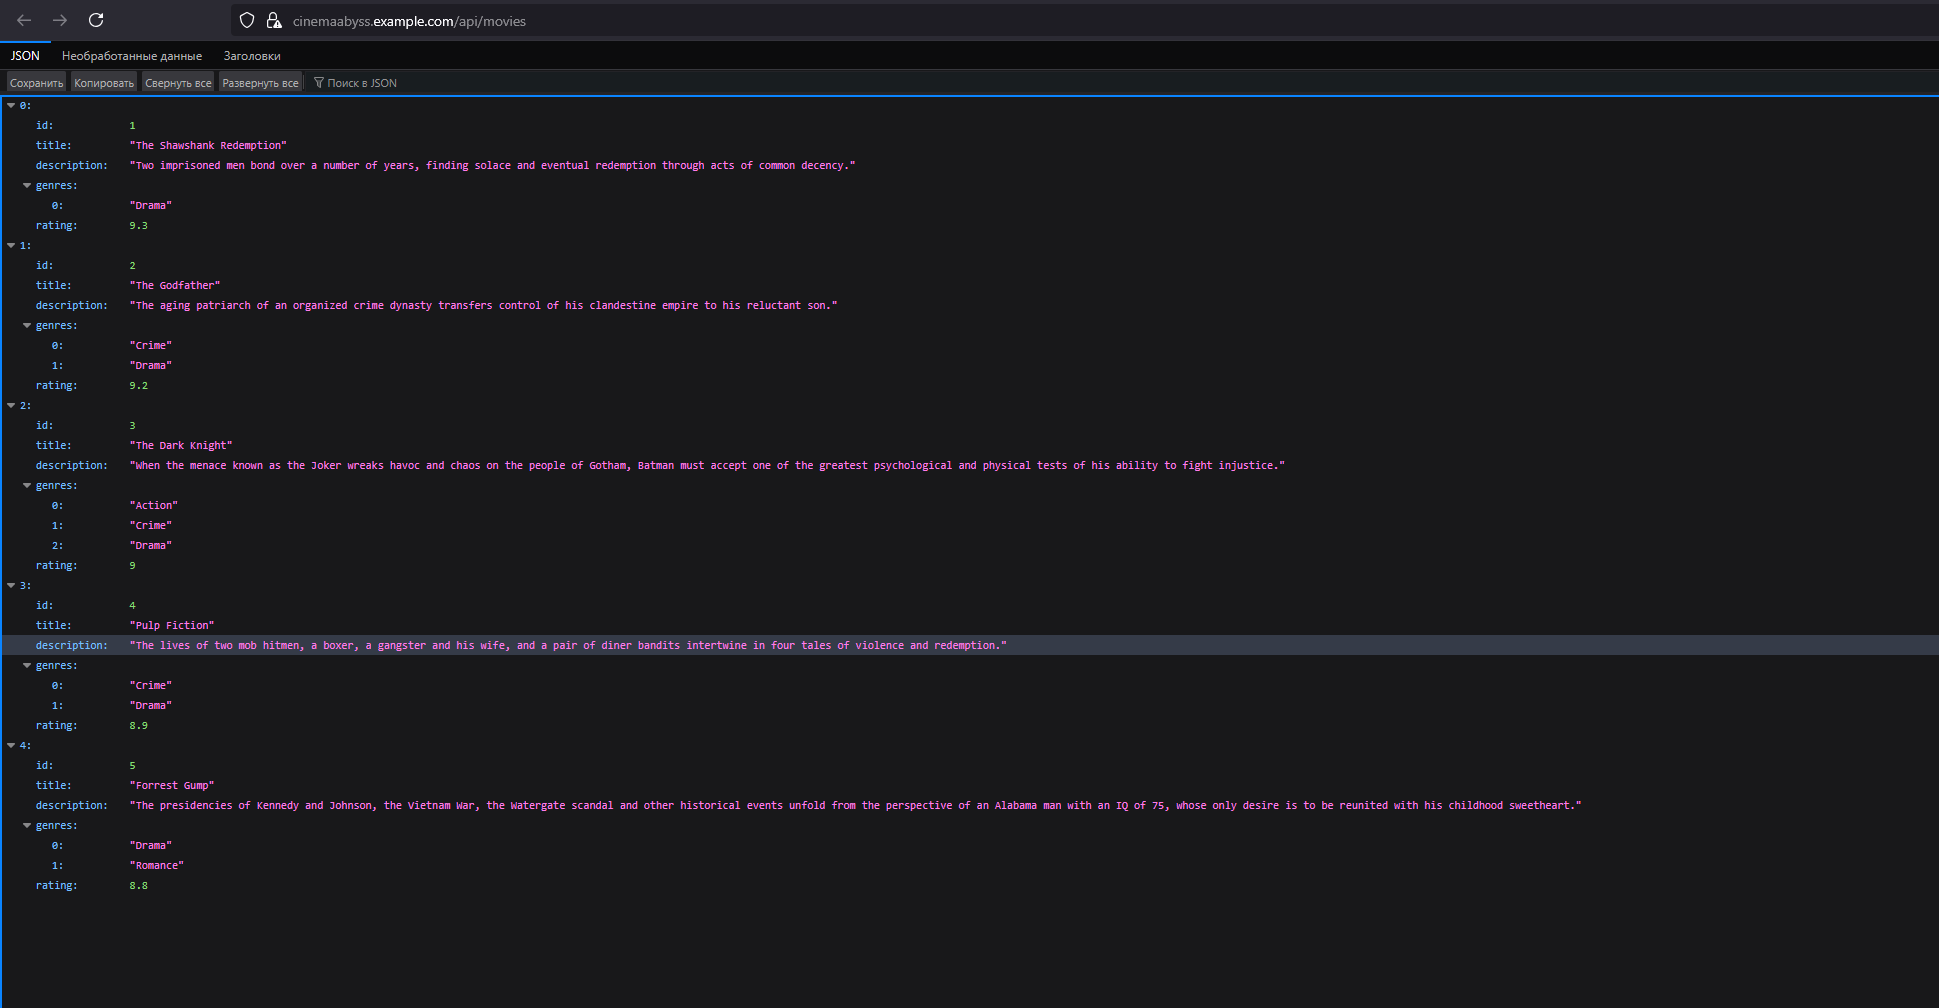 cinemaabyss.example.com/api/movies
JSON Необработанные данные Заголовки
Сохранить Копировать Свернуть все Развернуть все Поиск в JSON
0:
id: 1
title: "The Shawshank Redemption"
description: "Two imprisoned men bond over a number of years, finding solace and eventual redemption through acts of common decency."
genres:
0: "Drama"
rating: 9.3
1:
id: 2
title: "The Godfather"
description: "The aging patriarch of an organized crime dynasty transfers control of his clandestine empire to his reluctant son."
genres:
0: "Crime"
1: "Drama"
rating: 9.2
2:
id: 3
title: "The Dark Knight"
description: "When the menace known as the Joker wreaks havoc and chaos on the people of Gotham, Batman must accept one of the greatest psychological and physical tests of his ability to fight injustice."
genres:
0: "Action"
1: "Crime"
2: "Drama"
rating: 9
3:
id: 4
title: "Pulp Fiction"
description: "The lives of two mob hitmen, a boxer, a gangster and his wife, and a pair of diner bandits intertwine in four tales of violence and redemption."
genres:
0: "Crime"
1: "Drama"
rating: 8.9
4:
id: 5
title: "Forrest Gump"
description: "The presidencies of Kennedy and Johnson, the Vietnam War, the Watergate scandal and other historical events unfold from the perspective of an Alabama man with an IQ of 75, whose only desire is to be reunited with his childhood sweetheart."
genres:
0: "Drama"
1: "Romance"
rating: 8.8